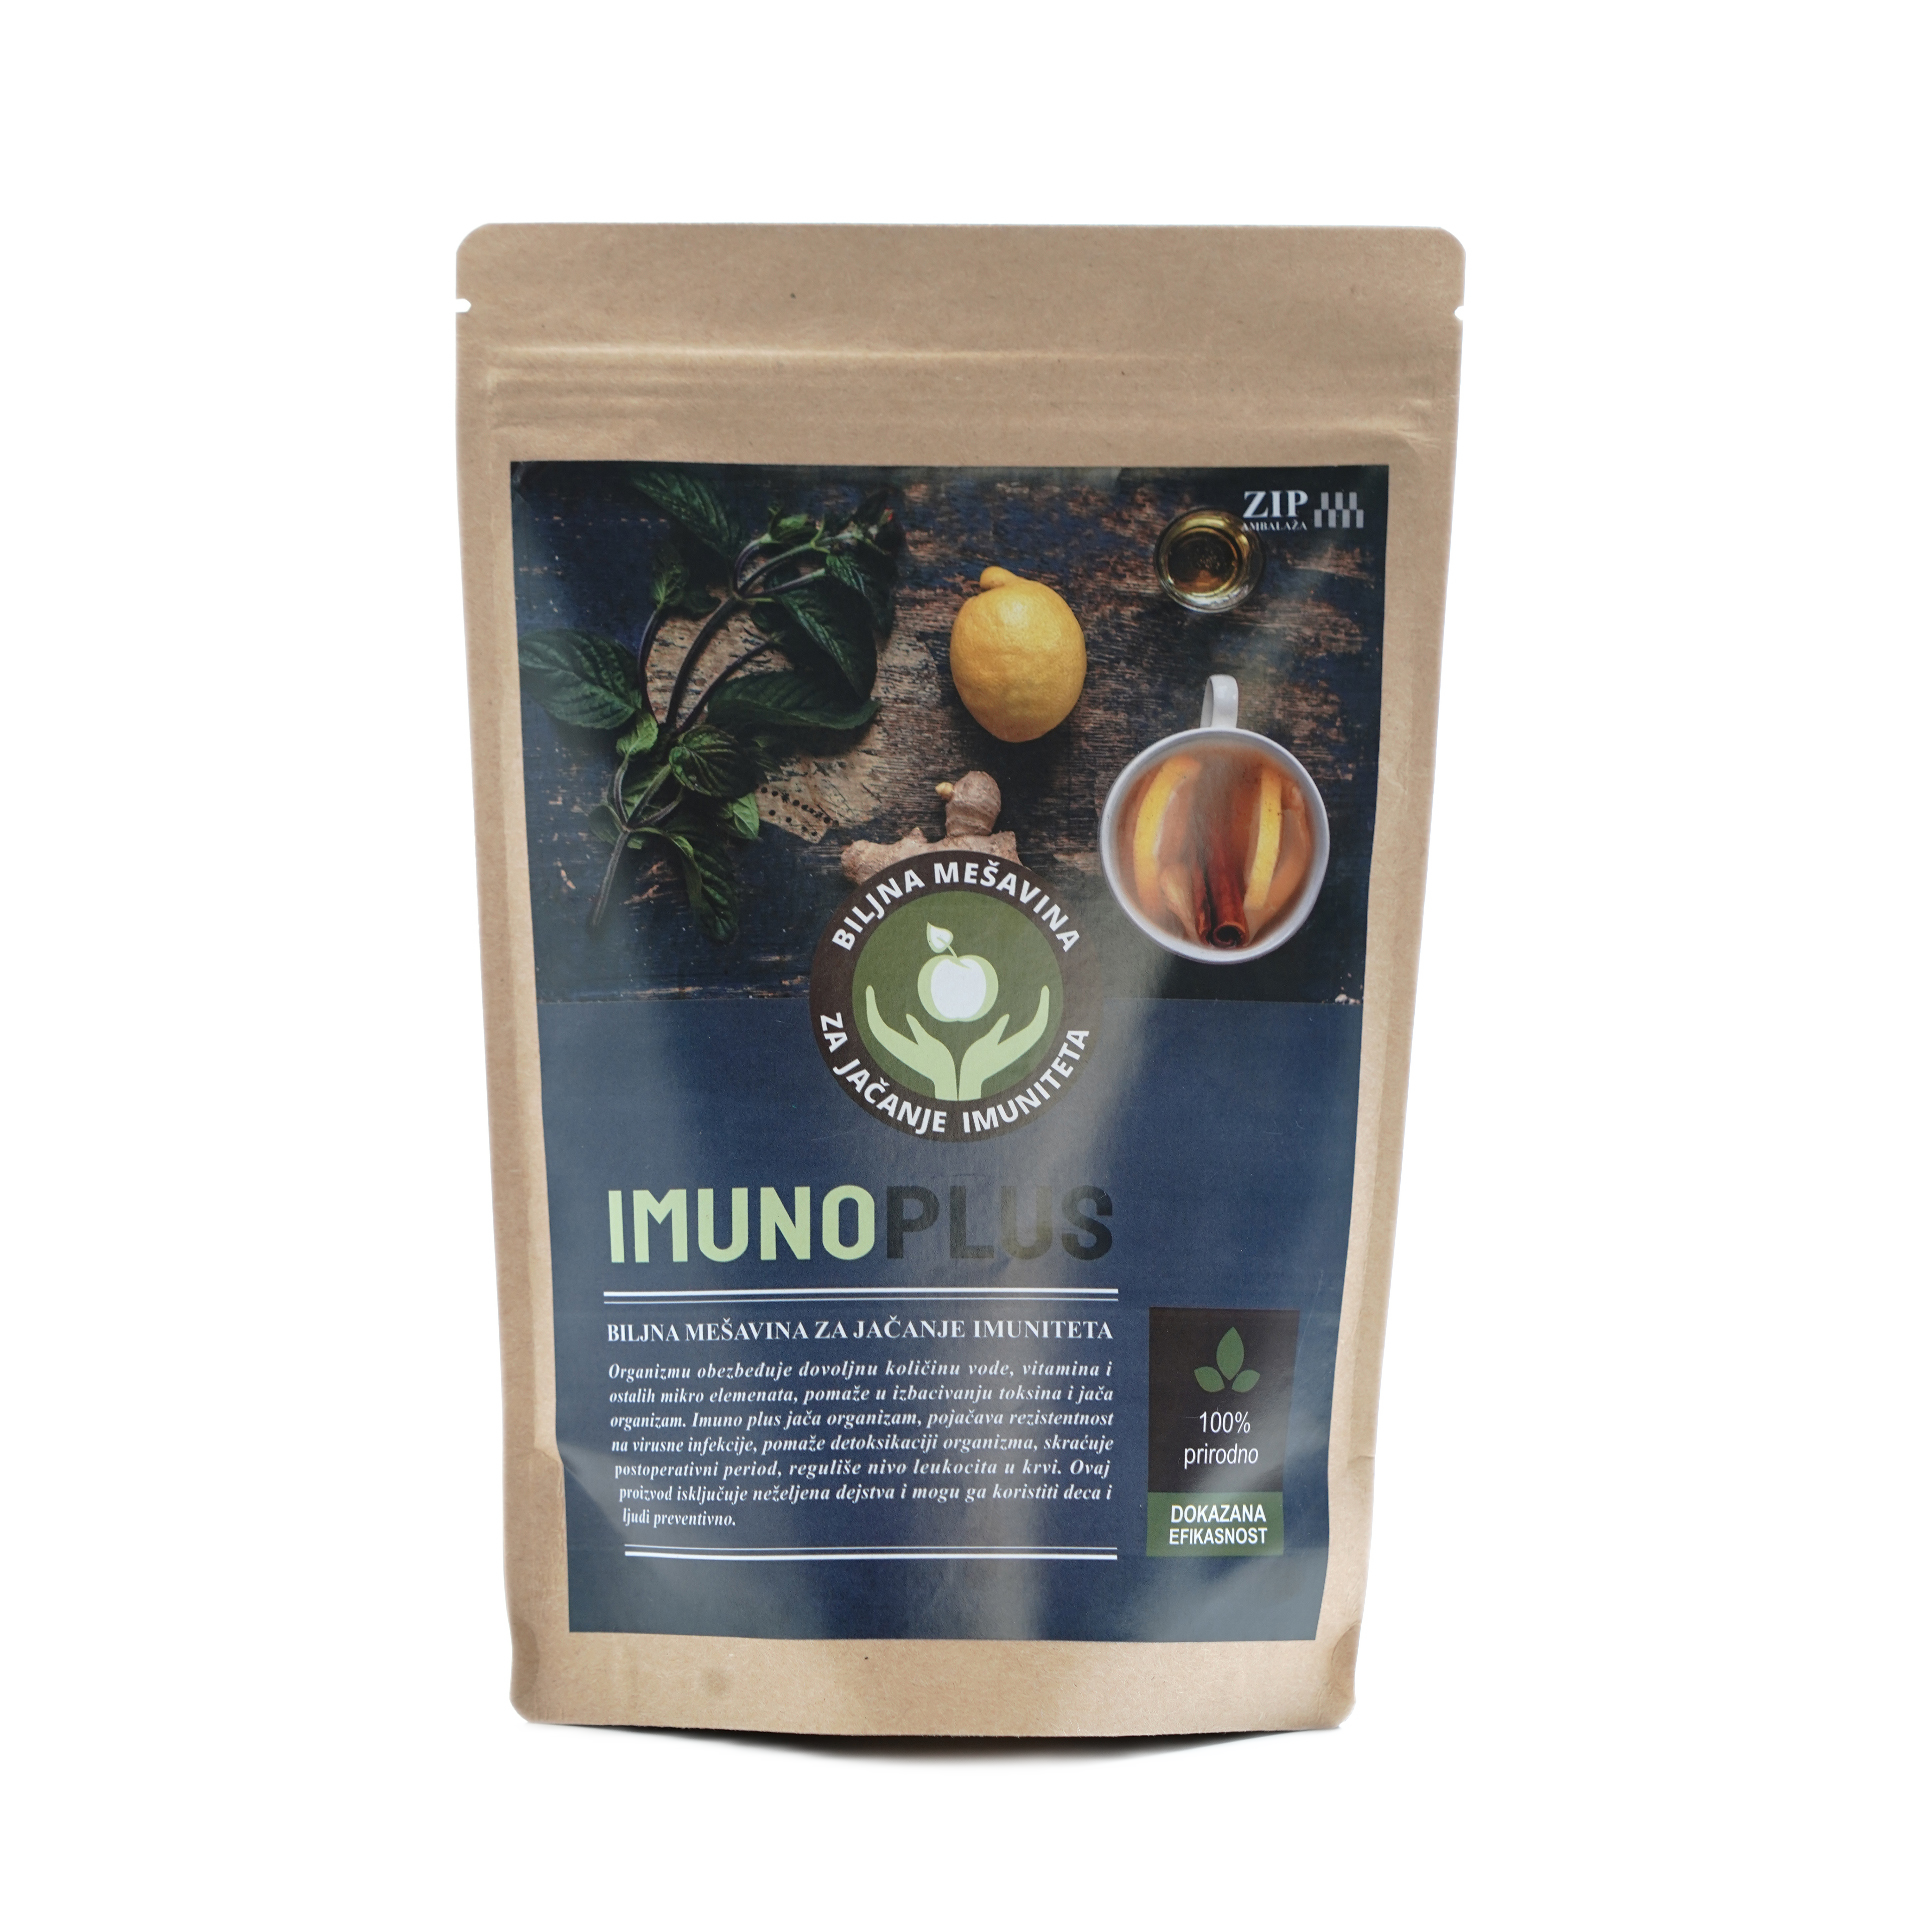 ZIP
AMBALAŽA
BILJNA MEŠAVINA
ZA JAČANJE IMUNITETA
IMUNOPLUS
BILJNA MEŠAVINA ZA JAČANJE IMUNITETA
Organizmu obezbeđuje dovoljnu količinu vode, vitamina i
ostalih mikro elemenata, pomaže u izbacivanju toksina i jača
organizam. Imuno plus jača organizam, pojačava rezistentnost
na virusne infekcije, pomaže detoksikaciji organizma, skraćuje
postoperativni period, reguliše nivo leukocita u krvi. Ovaj
proizvod isključuje neželjena dejstva i mogu ga koristiti deca i
ljudi preventivno.
100%
prirodno
DOKAZANA
EFIKASNOST